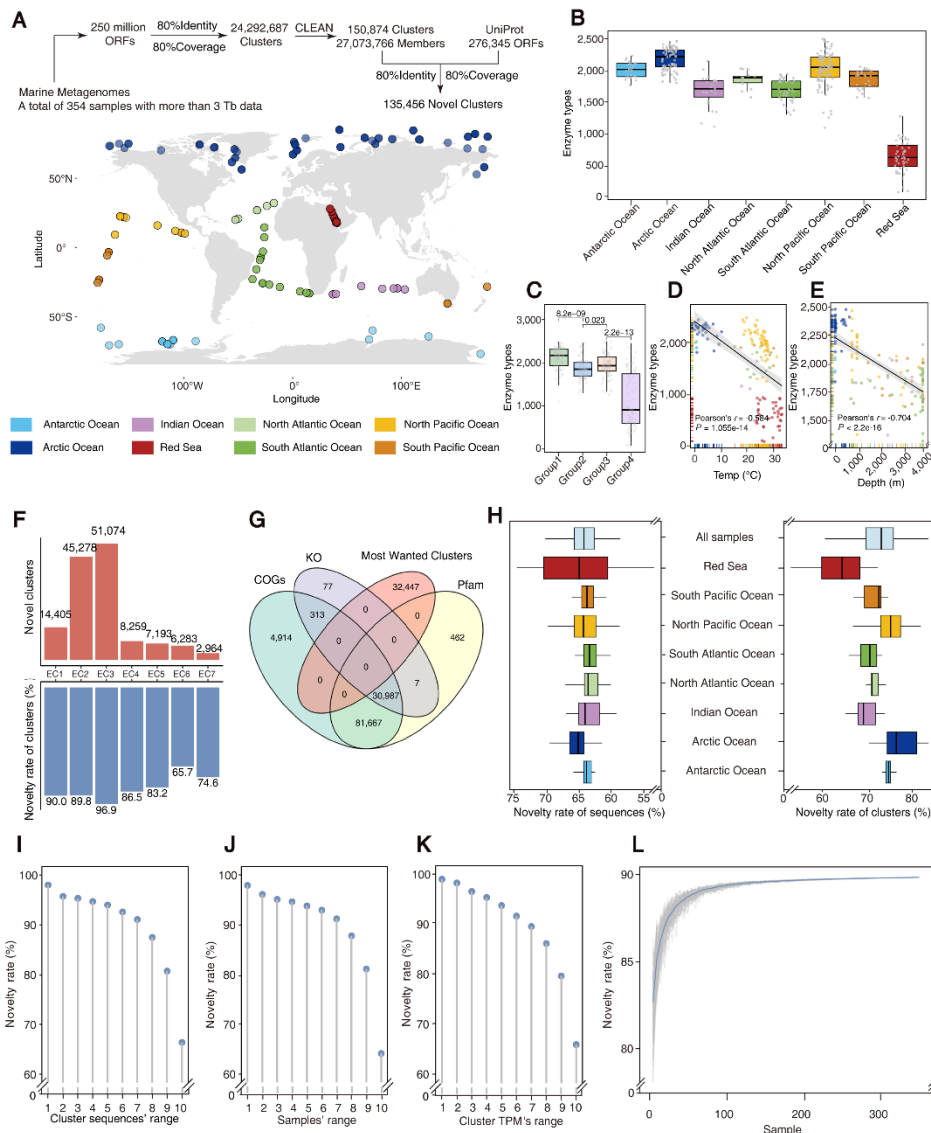 A
250 million
ORFs
80%Identity
80%Coverage
24,292,687
Clusters
CLEAN
150,874 Clusters
27,073,766 Members
UniProt
276,345 ORFs
80%Identity
80%Coverage
135,456 Novel Clusters
Marine Metagenomes
A total of 354 samples with more than 3 Tb data
Latitude
50°N
0°
50°S
100°W
0°
100°E
Longitude
Antarctic Ocean
Indian Ocean
North Atlantic Ocean
North Pacific Ocean
Arctic Ocean
Red Sea
South Atlantic Ocean
South Pacific Ocean
B
Enzyme types
2,500
2,000
1,500
1,000
500
0
Antarctic Ocean
Arctic Ocean
Indian Ocean
North Atlantic Ocean
South Atlantic Ocean
North Pacific Ocean
South Pacific Ocean
Red Sea
C
Enzyme types
3,000
2,000
1,000
0
8.2e-09
0.023
2.2e-13
Group1
Group2
Group3
Group4
D
Enzyme types
2,000
1,000
0
Pearson's r = -0.584
P = 1.055e-14
0
10
20
30
Temp (°C)
E
Enzyme types
2,500
2,250
2,000
1,750
1,500
1,250
0
Pearson's r = -0.704
P < 2.2e-16
0
1,000
2,000
3,000
4,000
Depth (m)
F
Novel clusters
14,405
45,278
51,074
8,259
7,193
6,283
2,964
EC1
EC2
EC3
EC4
EC5
EC6
EC7
Novelty rate of clusters (%)
90.0
89.8
96.9
86.5
83.2
65.7
74.6
G
COGs
KO
Most Wanted Clusters
Pfam
77
32,447
4,914
313
0
0
462
0
0
0
0
0
30,987
7
81,667
H
All samples
Red Sea
South Pacific Ocean
North Pacific Ocean
South Atlantic Ocean
North Atlantic Ocean
Indian Ocean
Arctic Ocean
Antarctic Ocean
75
70
65
60
55
0
Novelty rate of sequences (%)
0
60
70
80
Novelty rate of clusters (%)
I
Novelty rate (%)
100
90
80
70
60
0
1 2 3 4 5 6 7 8 9 10
Cluster sequences' range
J
Novelty rate (%)
100
90
80
70
60
0
1 2 3 4 5 6 7 8 9 10
Samples' range
K
Novelty rate (%)
100
90
80
70
60
0
1 2 3 4 5 6 7 8 9 10
Cluster TPM's range
L
Novelty rate (%)
90
85
80
0
0
100
200
300
Sample